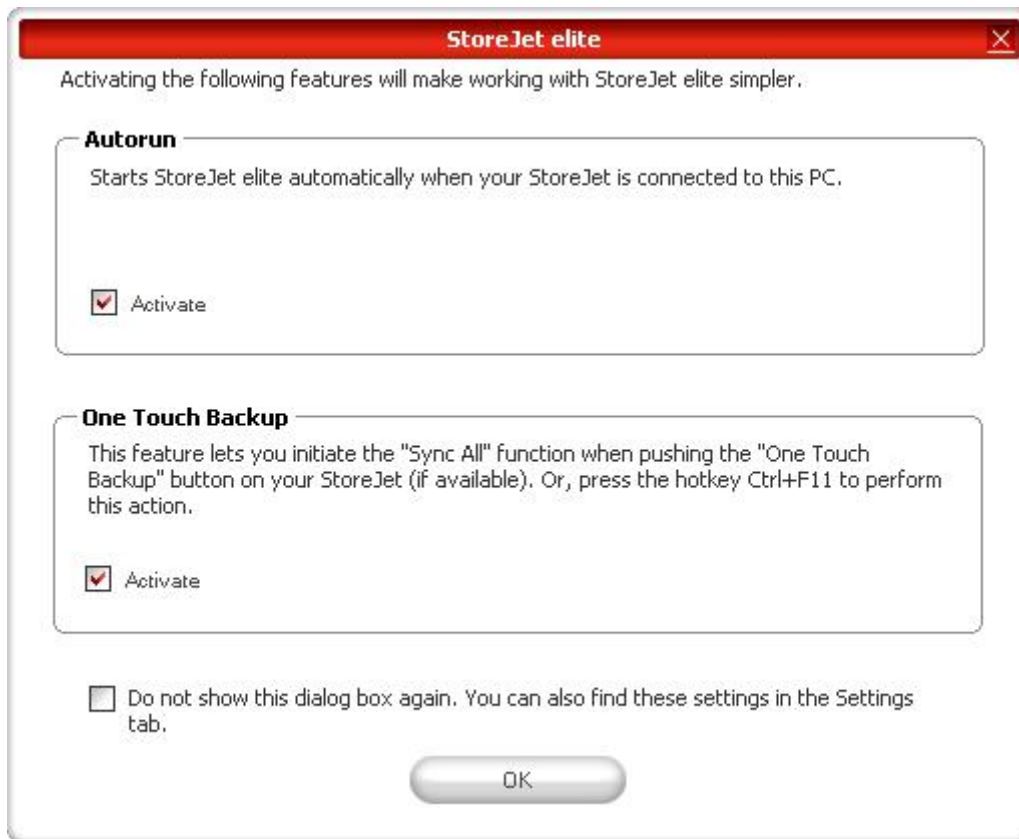 StoreJet elite
Activating the following features will make working with StoreJet elite simpler.
Autorun
Starts StoreJet elite automatically when your StoreJet is connected to this PC.
Activate
One Touch Backup
This feature lets you initiate the "Sync All" function when pushing the "One Touch
Backup" button on your StoreJet (if available). Or, press the hotkey Ctrl+F11 to perform
this action.
Activate
Do not show this dialog box again. You can also find these settings in the Settings
tab.
OK